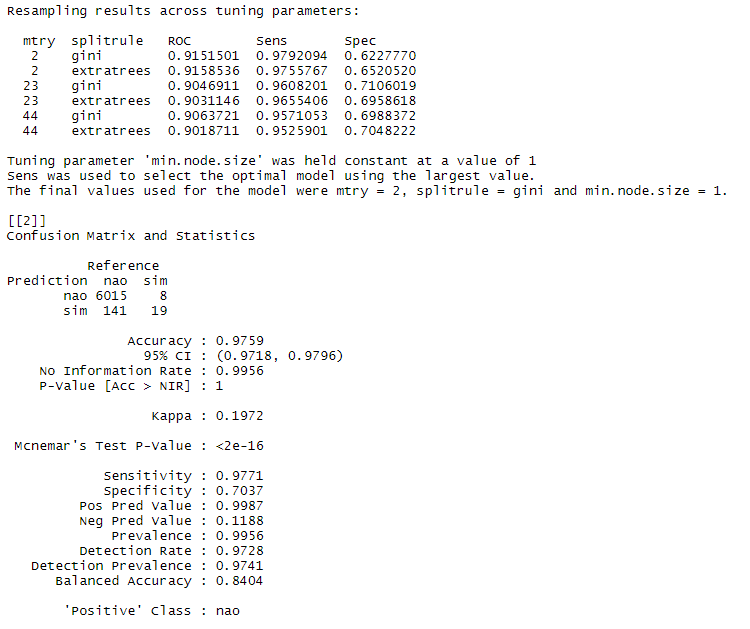 Resampling results across tuning parameters:
mtry splitrule ROC Sens Spec
2 gini 0.9151501 0.9792094 0.6227770
2 extratrees 0.9158536 0.9755767 0.6520520
23 gini 0.9046911 0.9608201 0.7106019
23 extratrees 0.9031146 0.9655406 0.6958618
44 gini 0.9063721 0.9571053 0.6988372
44 extratrees 0.9018711 0.9525901 0.7048222
Tuning parameter 'min.node.size' was held constant at a value of 1
Sens was used to select the optimal model using the largest value.
The final values used for the model were mtry = 2, splitrule = gini and min.node.size = 1.
[[2]]
Confusion Matrix and Statistics
Reference
Prediction nao sim
nao 6015 8
sim 141 19
Accuracy : 0.9759
95% CI : (0.9718, 0.9796)
No Information Rate : 0.9956
P-Value [Acc > NIR] : 1
Kappa : 0.1972
Mcnemar's Test P-Value : <2e-16
Sensitivity : 0.9771
Specificity : 0.7037
Pos Pred Value : 0.9987
Neg Pred Value : 0.1188
Prevalence : 0.9956
Detection Rate : 0.9728
Detection Prevalence : 0.9741
Balanced Accuracy : 0.8404
'Positive' Class : nao